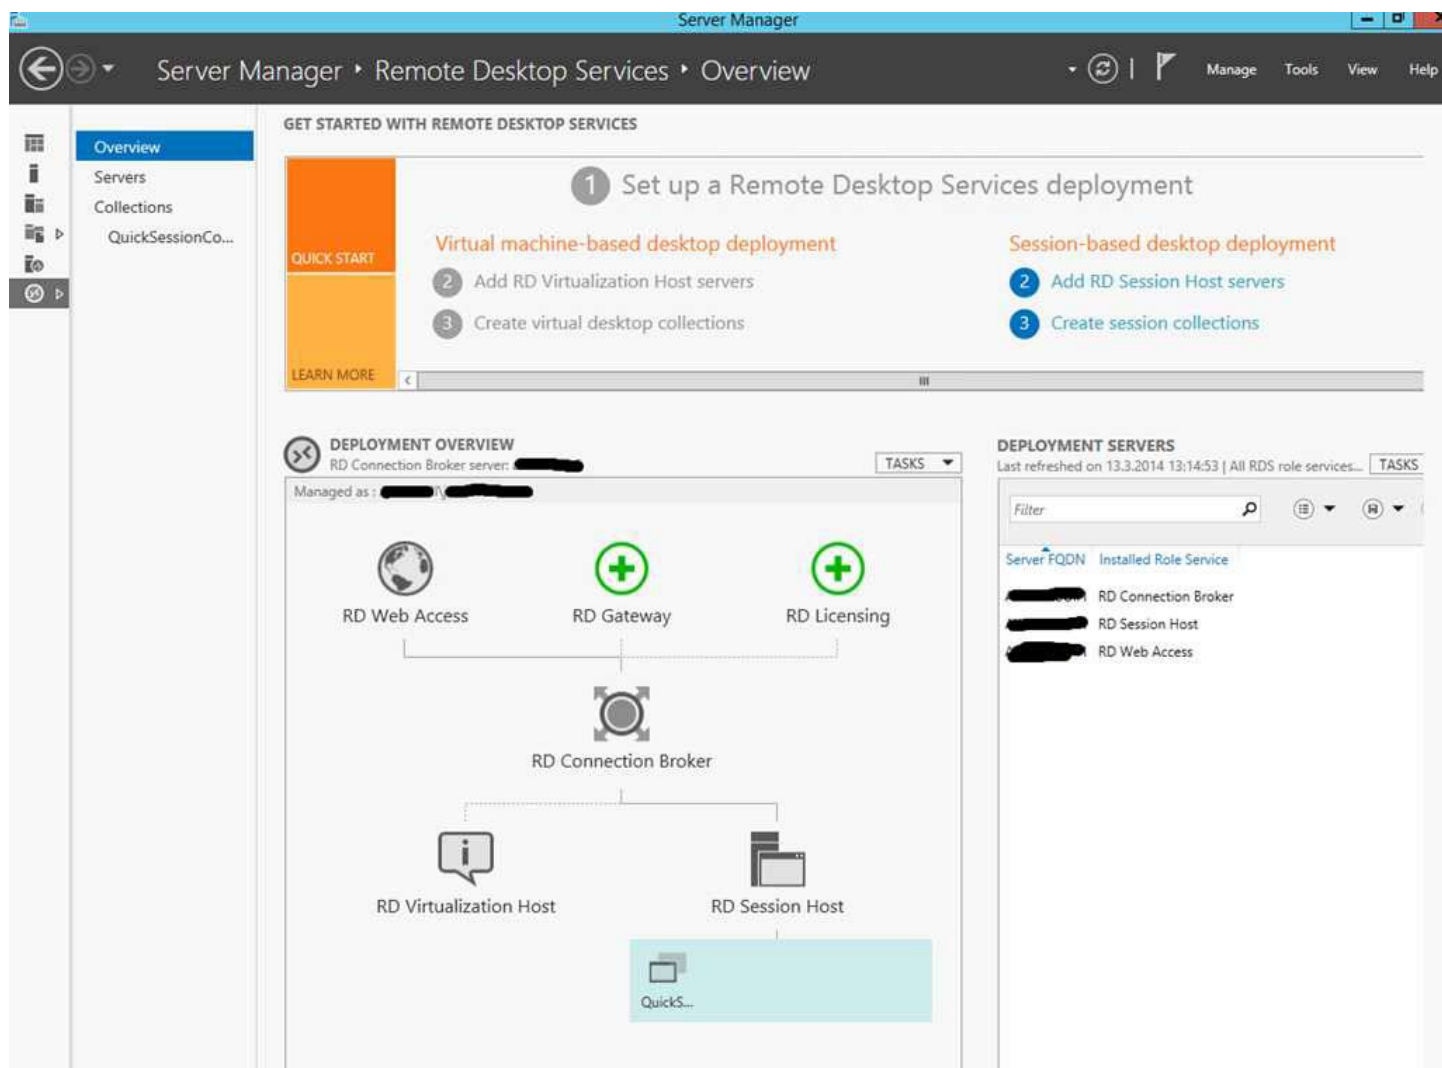 Server Manager
Server Manager ‣ Remote Desktop Services ‣ Overview
Manage Tools View Help
Overview
Servers
Collections
QuickSessionCo...
GET STARTED WITH REMOTE DESKTOP SERVICES
QUICK START
LEARN MORE
1 Set up a Remote Desktop Services deployment
Virtual machine-based desktop deployment
2 Add RD Virtualization Host servers
3 Create virtual desktop collections
Session-based desktop deployment
2 Add RD Session Host servers
3 Create session collections
DEPLOYMENT OVERVIEW
RD Connection Broker server:
TASKS
Managed as :
RD Web Access
RD Gateway
RD Licensing
RD Connection Broker
RD Virtualization Host
RD Session Host
QuickS...
DEPLOYMENT SERVERS
Last refreshed on 13.3.2014 13:14:53 | All RDS role services... TASKS
Filter
Server FQDN Installed Role Service
RD Connection Broker
RD Session Host
RD Web Access